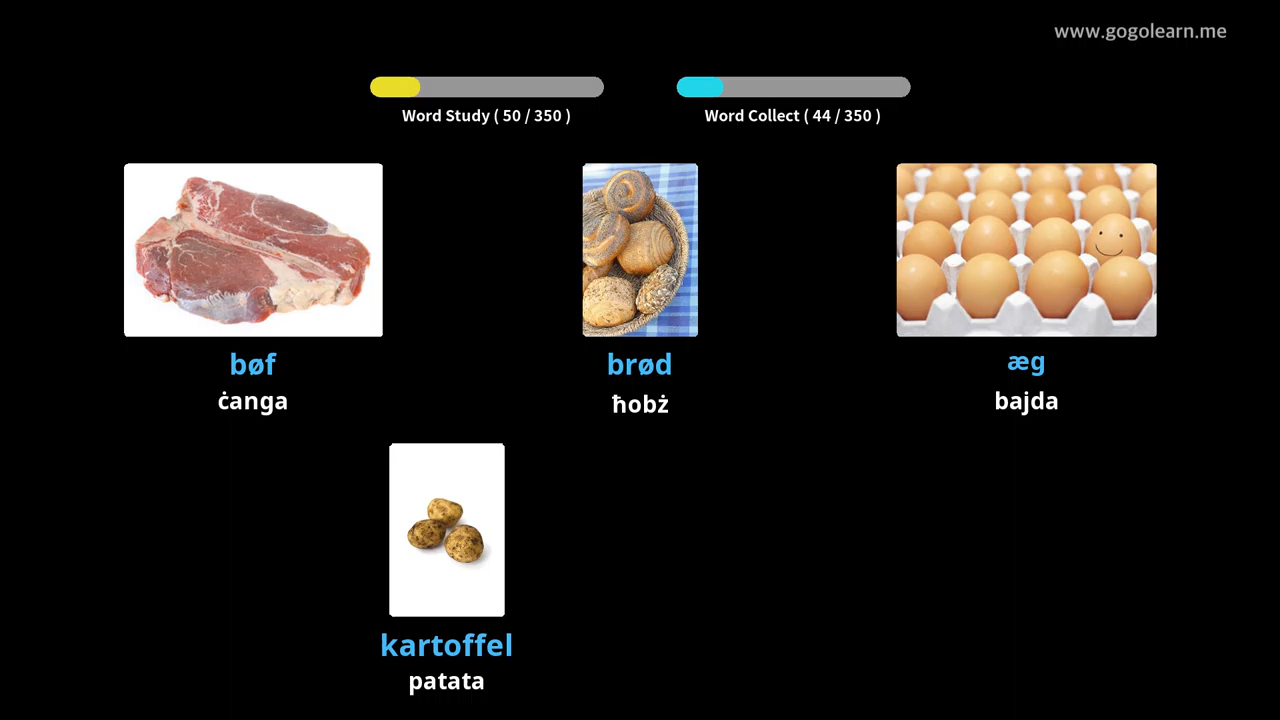 www.gogolearn.me
Word Study ( 50 / 350 )
Word Collect ( 44 / 350 )
bøf
ċanga
brød
ħobż
æg
bajda
kartoffel
patata